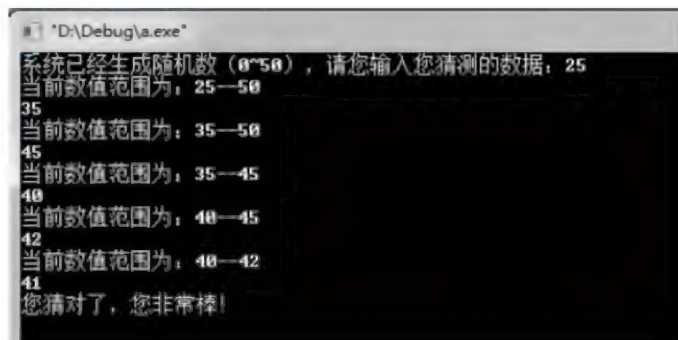 "D:\Debug\a.exe"
系统已经生成随机数（0~50），请您输入您猜测的数据：25
当前数值范围为：25--50
35
当前数值范围为：35--50
45
当前数值范围为：35--45
40
当前数值范围为：40--45
42
当前数值范围为：40--42
41
您猜对了，您非常棒！